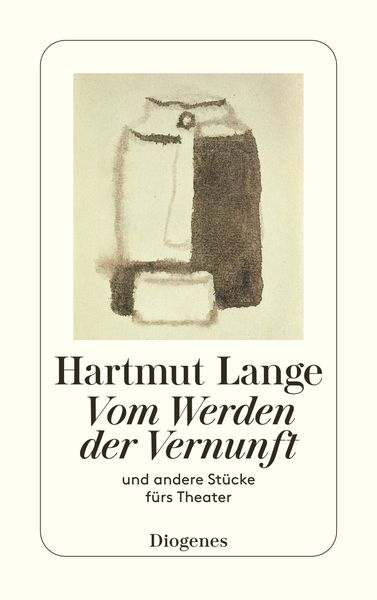 Hartmut Lange
Vom Werden
der Vernunft
und andere Stücke
fürs Theater
Diogenes